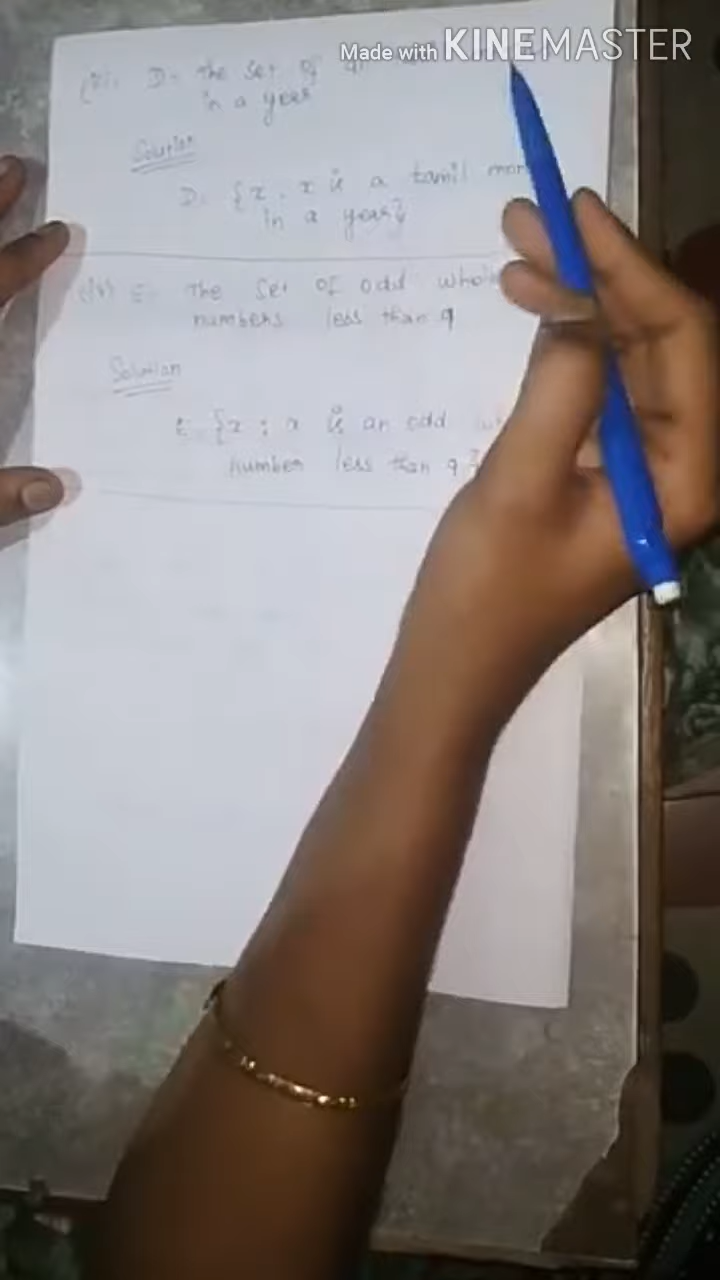 Made with KINEMASTER
D = The Set of
in a year
Solution
D = {x : x is a tamil
in a year}
E = The Set of odd whole
numbers less than 9
Solution
E = {x : x is an odd
number less than 9}